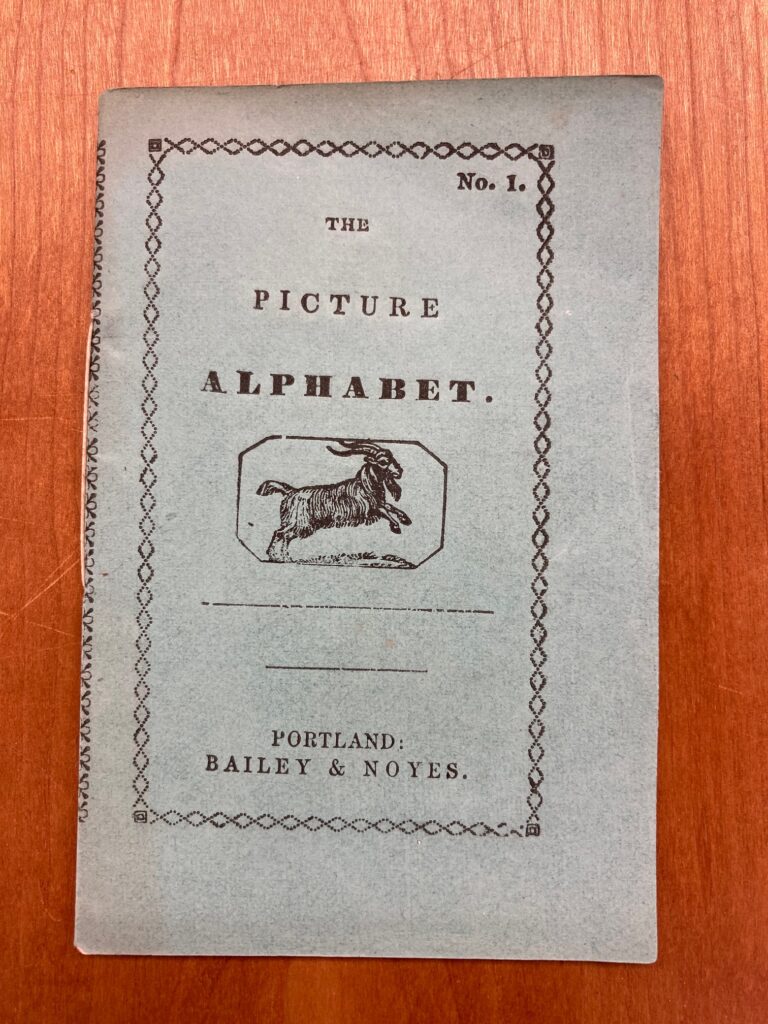 No. 1.
THE
PICTURE
ALPHABET.
PORTLAND:
BAILEY & NOYES.